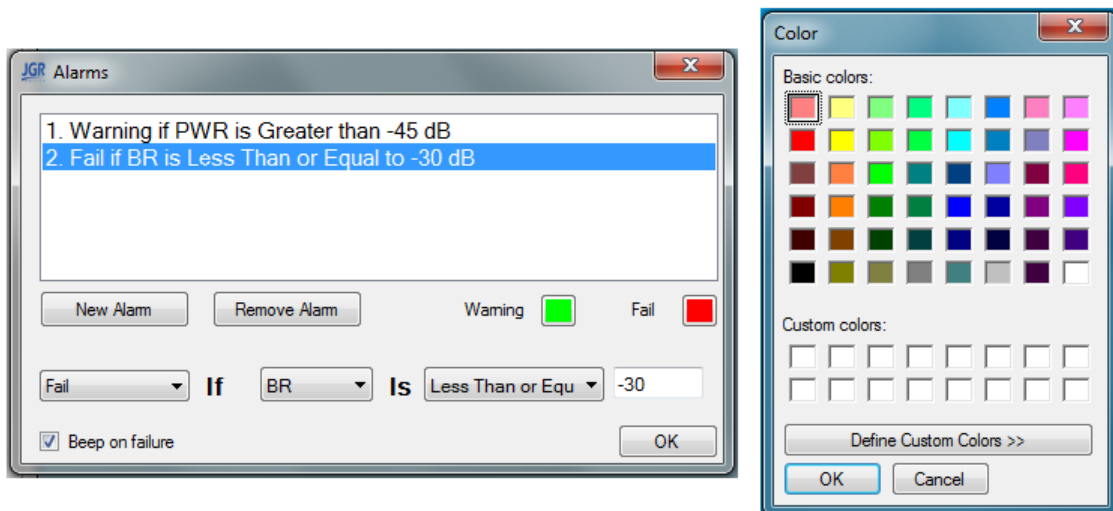 JGR Alarms
1. Warning if PWR is Greater than -45 dB
2. Fail if BR is Less Than or Equal to -30 dB
New Alarm Remove Alarm Warning Fail
Fail If BR Is Less Than or Equ -30
Beep on failure OK
Color
Basic colors:
Custom colors:
Define Custom Colors >>
OK Cancel